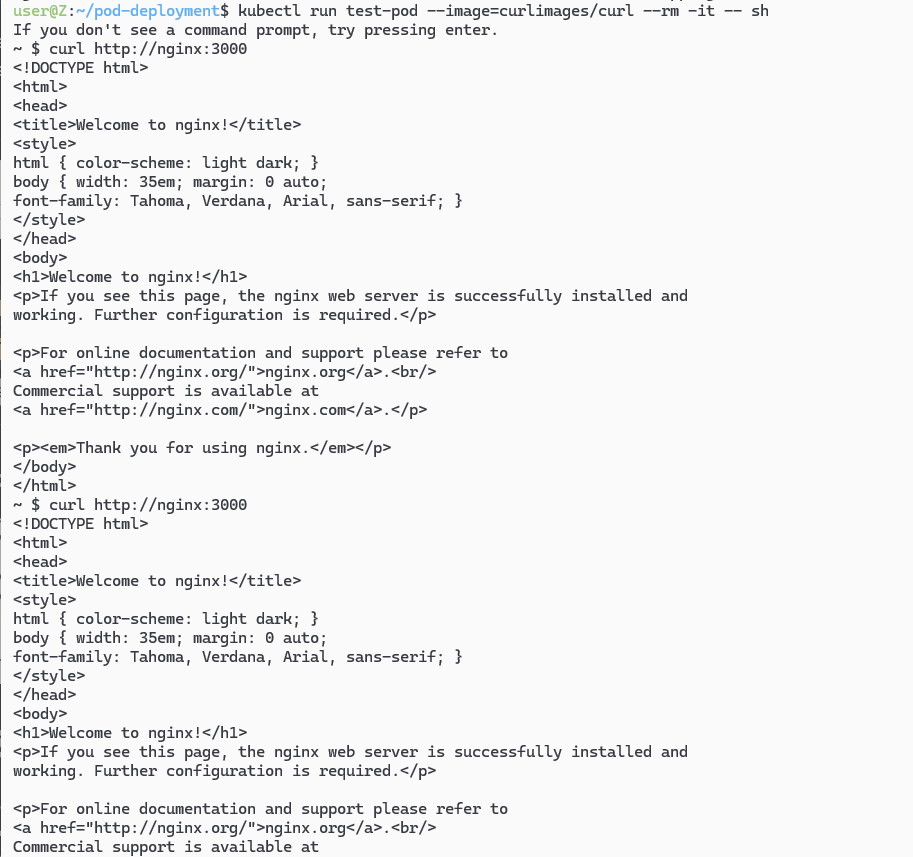 user@Z:~/pod-deployment$ kubectl run test-pod --image=curlimages/curl --rm -it -- sh
If you don't see a command prompt, try pressing enter.
~ $ curl http://nginx:3000
<!DOCTYPE html>
<html>
<head>
<title>Welcome to nginx!</title>
<style>
html { color-scheme: light dark; }
body { width: 35em; margin: 0 auto;
font-family: Tahoma, Verdana, Arial, sans-serif; }
</style>
</head>
<body>
<h1>Welcome to nginx!</h1>
<p>If you see this page, the nginx web server is successfully installed and
working. Further configuration is required.</p>

<p>For online documentation and support please refer to
<a href="http://nginx.org/">nginx.org</a>.<br/>
Commercial support is available at
<a href="http://nginx.com/">nginx.com</a>.</p>

<p><em>Thank you for using nginx.</em></p>
</body>
</html>
~ $ curl http://nginx:3000
<!DOCTYPE html>
<html>
<head>
<title>Welcome to nginx!</title>
<style>
html { color-scheme: light dark; }
body { width: 35em; margin: 0 auto;
font-family: Tahoma, Verdana, Arial, sans-serif; }
</style>
</head>
<body>
<h1>Welcome to nginx!</h1>
<p>If you see this page, the nginx web server is successfully installed and
working. Further configuration is required.</p>

<p>For online documentation and support please refer to
<a href="http://nginx.org/">nginx.org</a>.<br/>
Commercial support is available at